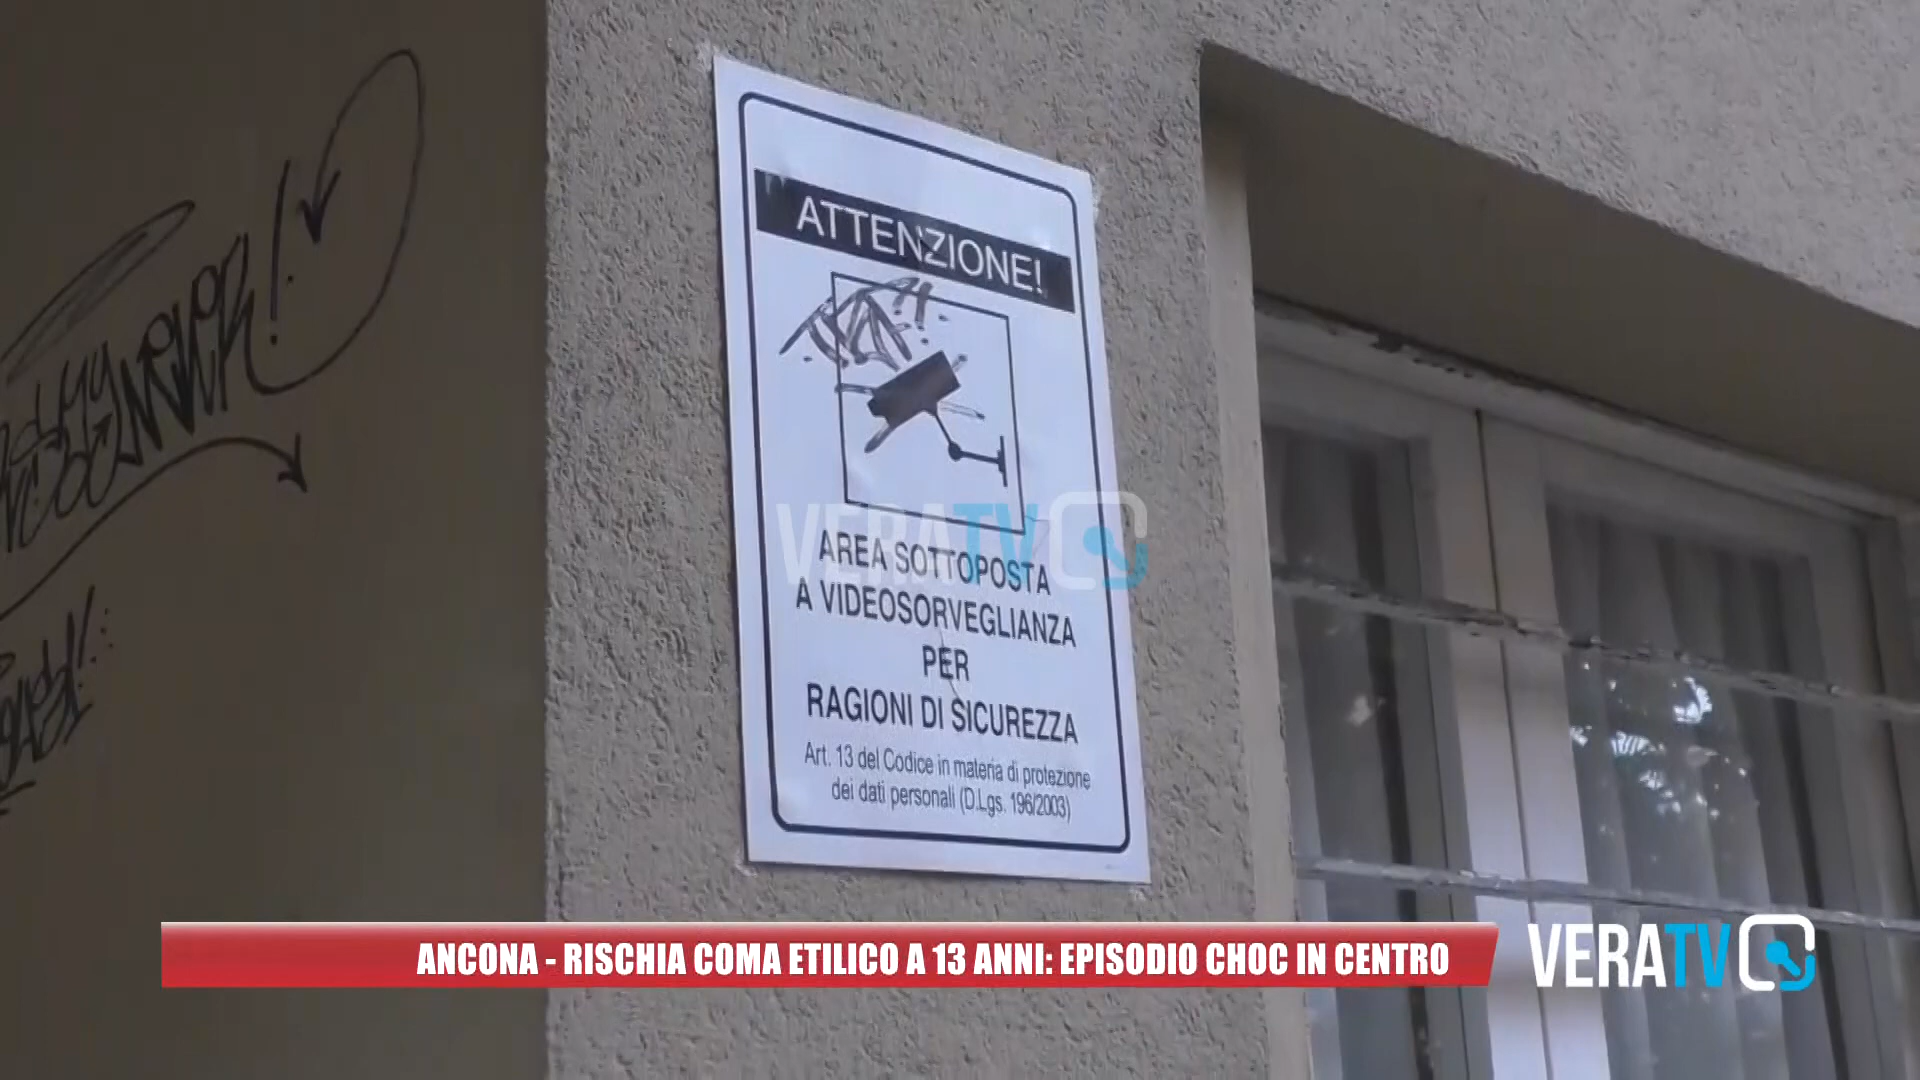 ATTENZIONE!
AREA SOTTOPOSTA
A VIDEOSORVEGLIANZA
PER
RAGIONI DI SICUREZZA
Art. 13 del Codice in materia di protezione
dei dati personali (D.Lgs. 196/2003)
VERATV
ANCONA - RISCHIA COMA ETILICO A 13 ANNI: EPISODIO CHOC IN CENTRO
VERATV